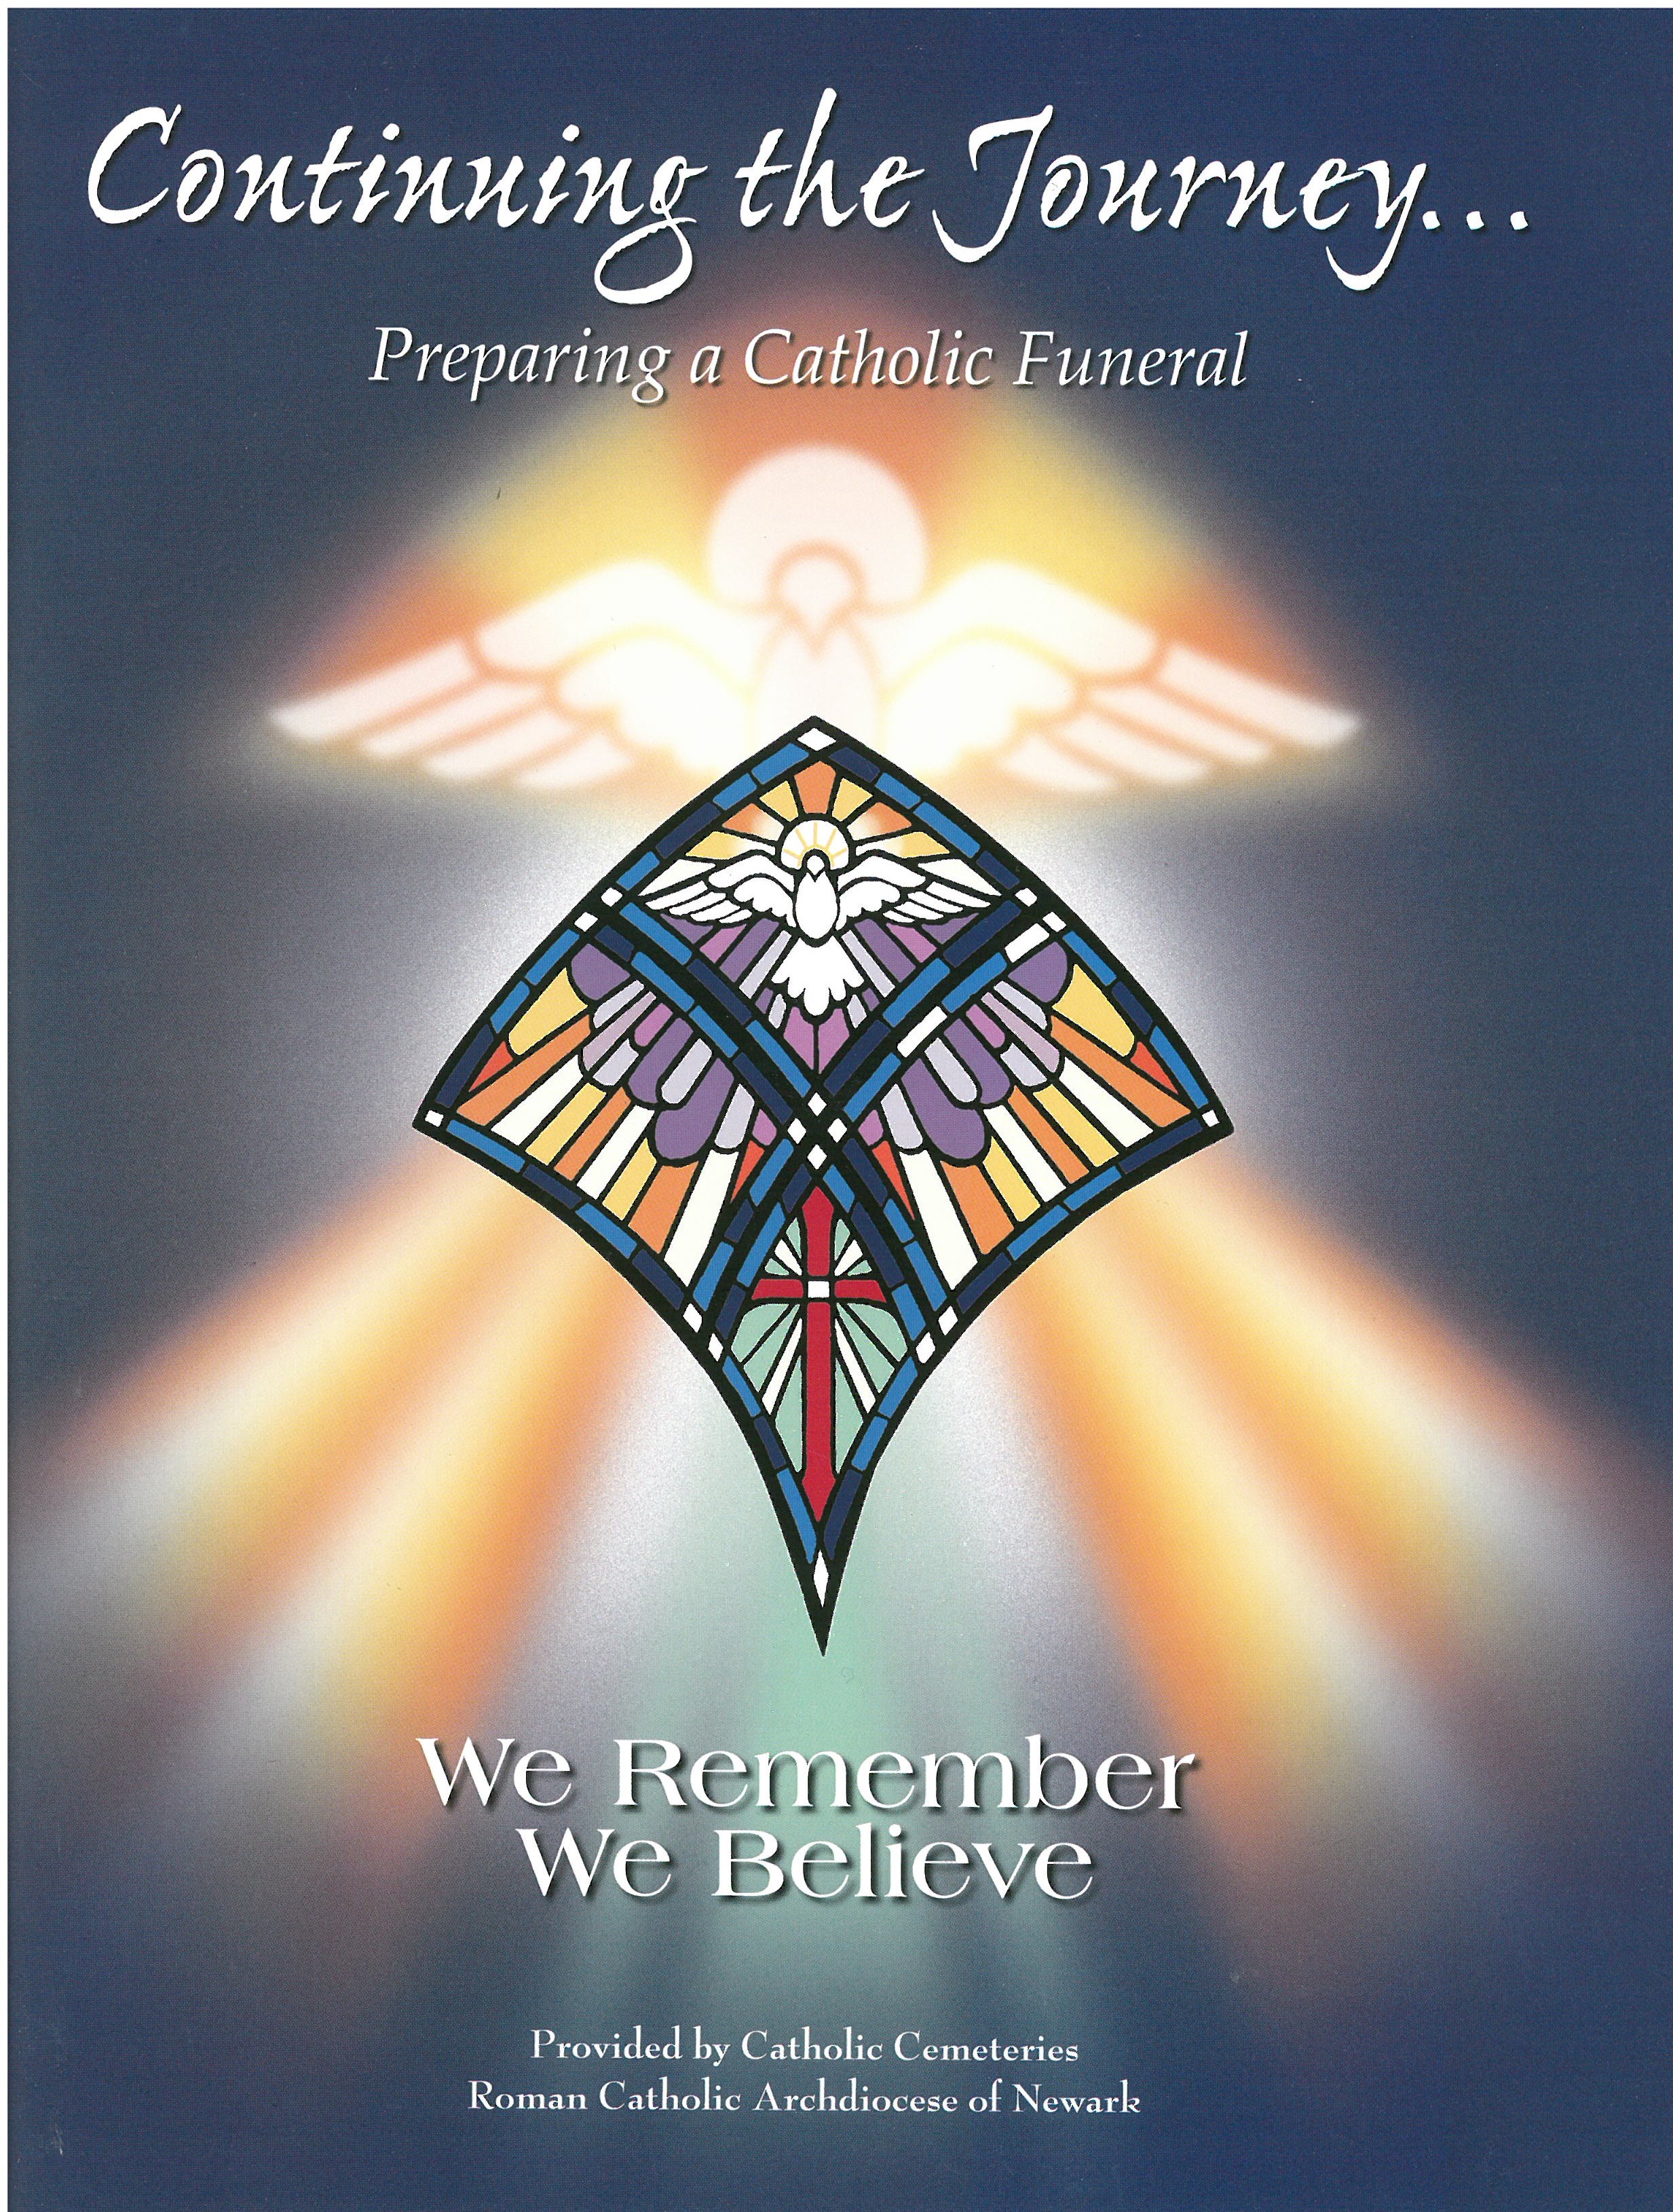 Continuing the Journey...
Preparing a Catholic Funeral
We Remember
We Believe
Provided by Catholic Cemeteries
Roman Catholic Archdiocese of Newark